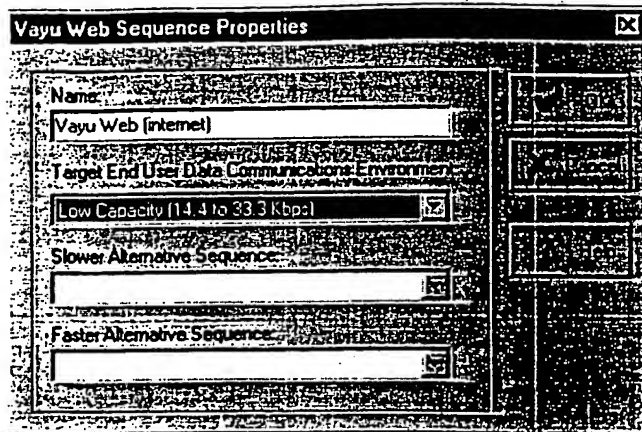 Vayu Web Sequence Properties
Name:
Vayu Web (internet)
Target End User Data Communications Environment
Low Capacity (14.4 to 33.3 Kbps)
Slower Alternative Sequence:
Faster Alternative Sequence:
Cancel